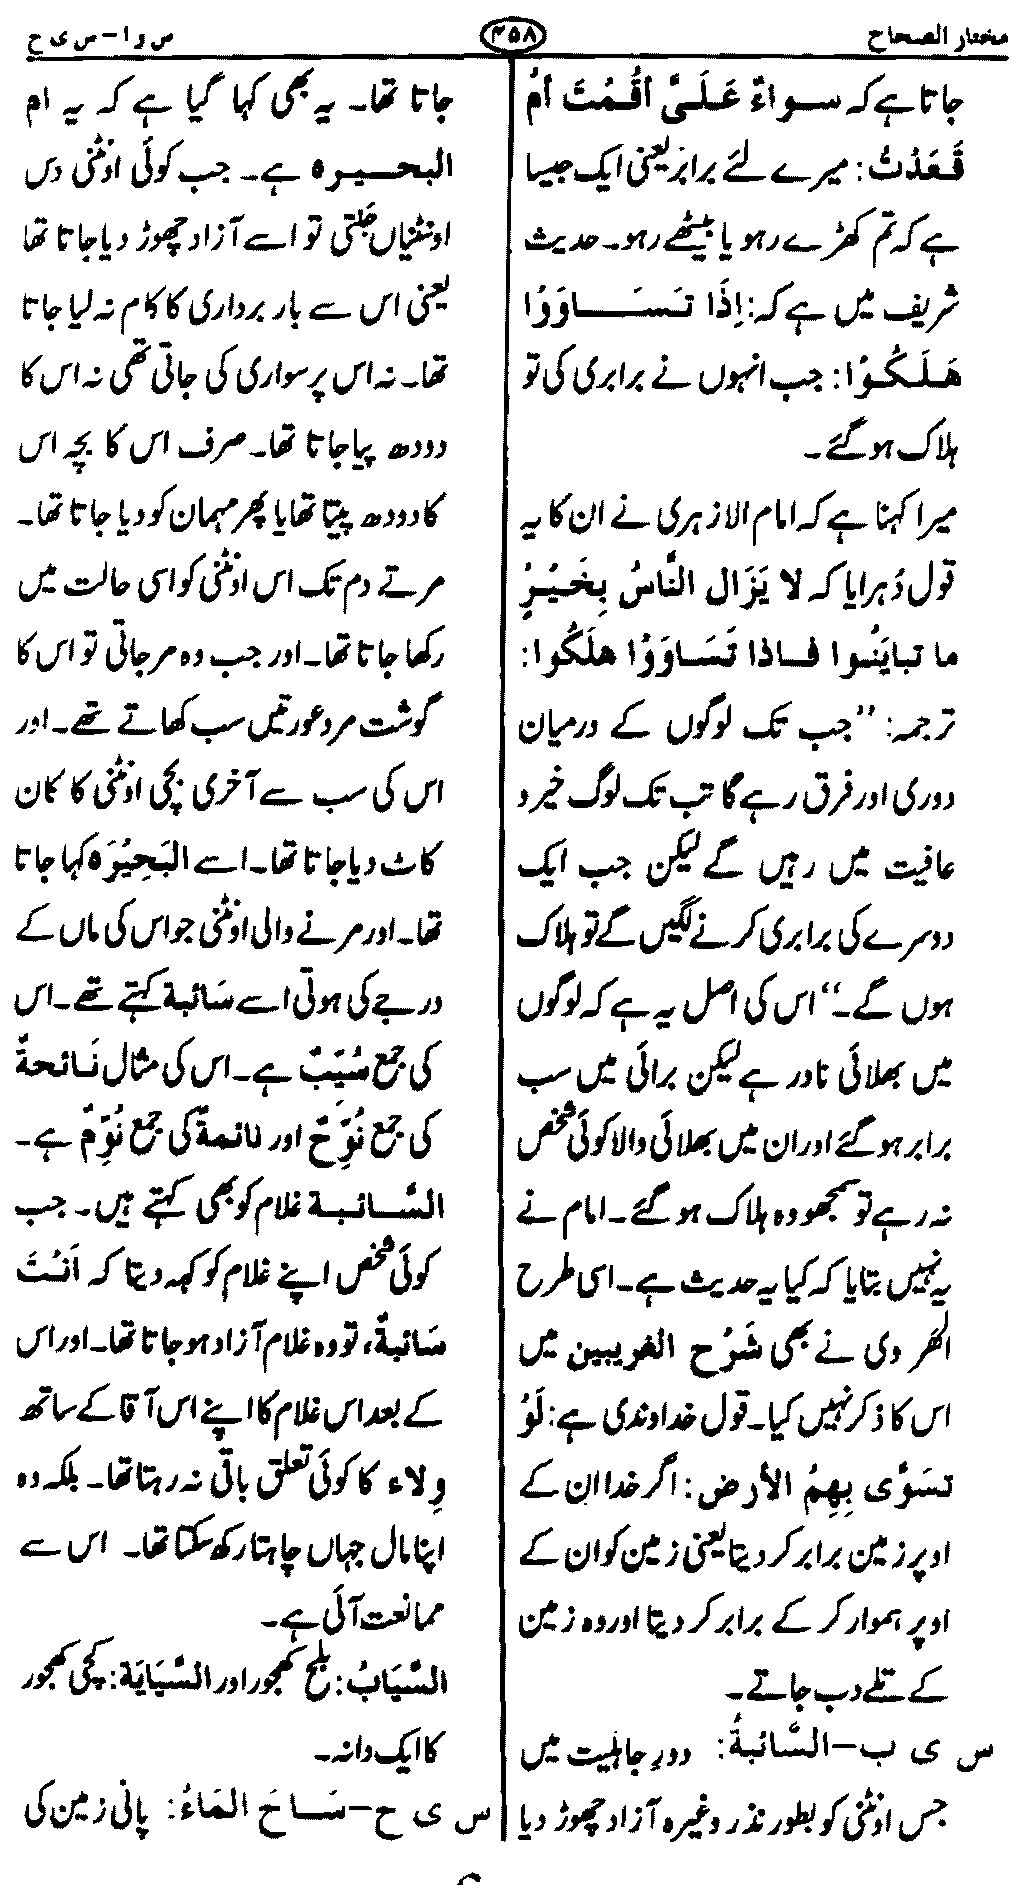 مختار الصحاح
۴۵۸
س و ا – س ی ح
جاتا ہے کہ سواءٌ عَلَیَّ أَقُمْتَ أمْ
قَعَدْتُ: میرے لئے برابر یعنی ایک جیسا
ہے کہ تم کھڑے رہو یا بیٹھے رہو۔ حدیث
شریف میں ہے کہ: اِذَا تَسَاوَوْا
هَلَکُوْا: جب انہوں نے برابری کی تو
ہلاک ہو گئے۔
میرا کہنا ہے کہ امام الازہری نے ان کا یہ
قول دُہرایا کہ لا یَزَال النَّاسُ بِخَیْرٍ
ما تبایَنُوا فاذا تَسَاوَوْا هلَکُوا:
ترجمہ: ’’جب تک لوگوں کے درمیان
دوری اور فرق رہے گا تب تک لوگ خیر و
عافیت میں رہیں گے لیکن جب ایک
دوسرے کی برابری کرنے لگیں گے تو ہلاک
ہوں گے۔‘‘ اس کی اصل یہ ہے کہ لوگوں
میں بھلائی نادر ہے لیکن برائی میں سب
برابر ہو گئے اور ان میں بھلائی والا کوئی شخص
نہ رہے تو سمجھو وہ ہلاک ہو گئے۔ امام نے
یہ نہیں بتایا کہ کیا یہ حدیث ہے۔ اسی طرح
الھروی نے بھی شَرْح الغریبین میں
اس کا ذکر نہیں کیا۔ قول خداوندی ہے: لَوْ
تسَوَّی بِهِمُ الأرض: اگر خدا ان کے
اوپر زمین برابر کر دیتا یعنی زمین کو ان کے
اوپر ہموار کر کے برابر کر دیتا اور وہ زمین
کے تلے دب جاتے۔
س ی ب – السَّائبةُ: دورِ جاہلیت میں
جس اونٹنی کو بطور نذر وغیرہ آزاد چھوڑ دیا
جاتا تھا۔ یہ بھی کہا گیا ہے کہ یہ ام
البحیرہ ہے۔ جب کوئی اونٹنی دس
اونٹنیاں جنتی تو اسے آزاد چھوڑ دیا جاتا تھا
یعنی اس سے بار برداری کا کام نہ لیا جاتا
تھا۔ نہ اس پر سواری کی جاتی تھی نہ اس کا
دودھ پیا جاتا تھا۔ صرف اس کا بچہ اس
کا دودھ پیتا تھا یا پھر مہمان کو دیا جاتا تھا۔
مرتے دم تک اس اونٹنی کو اسی حالت میں
رکھا جاتا تھا۔ اور جب وہ مر جاتی تو اس کا
گوشت مرد عورتیں سب کھاتے تھے۔ اور
اس کی سب سے آخری بچی اونٹنی کا کان
کاٹ دیا جاتا تھا۔ اسے البَحِیْرَہ کہا جاتا
تھا۔ اور مرنے والی اونٹنی جو اس کی ماں کے
درجے کی ہوتی اسے سَائبة کہتے تھے۔ اس
کی جمع سُیَّبٌ ہے۔ اس کی مثال نَائحةٌ
کی جمع نُوَّحٌ اور نائمةٌ کی جمع نُوَّمٌ ہے۔
السَّائبة غلام کو بھی کہتے ہیں۔ جب
کوئی شخص اپنے غلام کو کہہ دیتا کہ اَنْتَ
سَائبةٌ، تو وہ غلام آزاد ہو جاتا تھا۔ اور اس
کے بعد اس غلام کا اپنے اس آقا کے ساتھ
وِلاء کا کوئی تعلق باقی نہ رہتا تھا۔ بلکہ وہ
اپنا مال جہاں چاہتا رکھ سکتا تھا۔ اس سے
ممانعت آئی ہے۔
السَّیَابُ: بلح کھجور اور السَّیَابَة: کچی کھجور
کا ایک دانہ۔
س ی ح – سَاحَ المَاءُ: پانی زمین کی